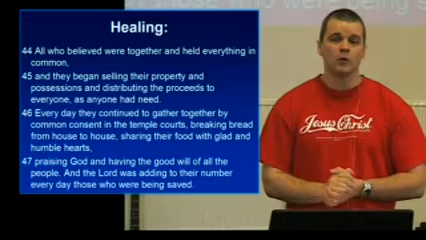 Healing:
44 All who believed were together and held everything in
common,
45 and they began selling their property and
possessions and distributing the proceeds to
everyone, as anyone had need.
46 Every day they continued to gather together by
common consent in the temple courts, breaking bread
from house to house, sharing their food with glad and
humble hearts,
47 praising God and having the good will of all the
people. And the Lord was adding to their number
every day those who were being saved.
those who were being s
Jesus Christ